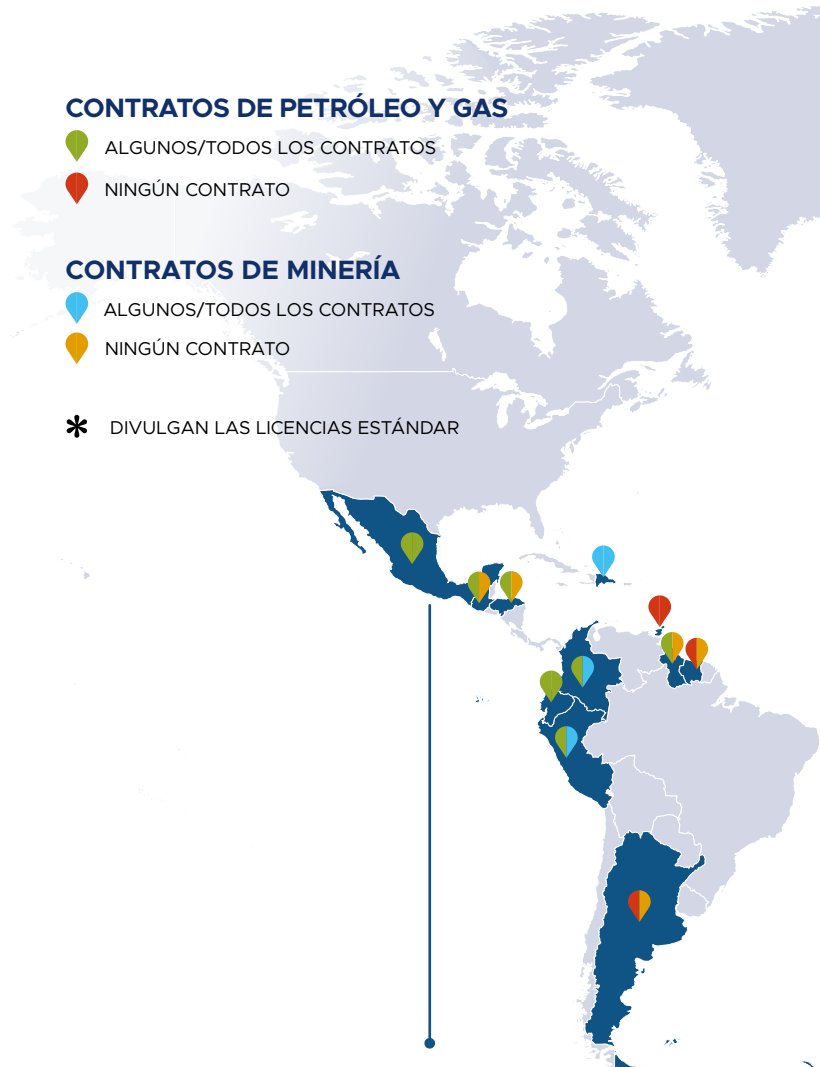 CONTRATOS DE PETRÓLEO Y GAS
ALGUNOS/TODOS LOS CONTRATOS
NINGÚN CONTRATO
CONTRATOS DE MINERÍA
ALGUNOS/TODOS LOS CONTRATOS
NINGÚN CONTRATO
* DIVULGAN LAS LICENCIAS ESTÁNDAR